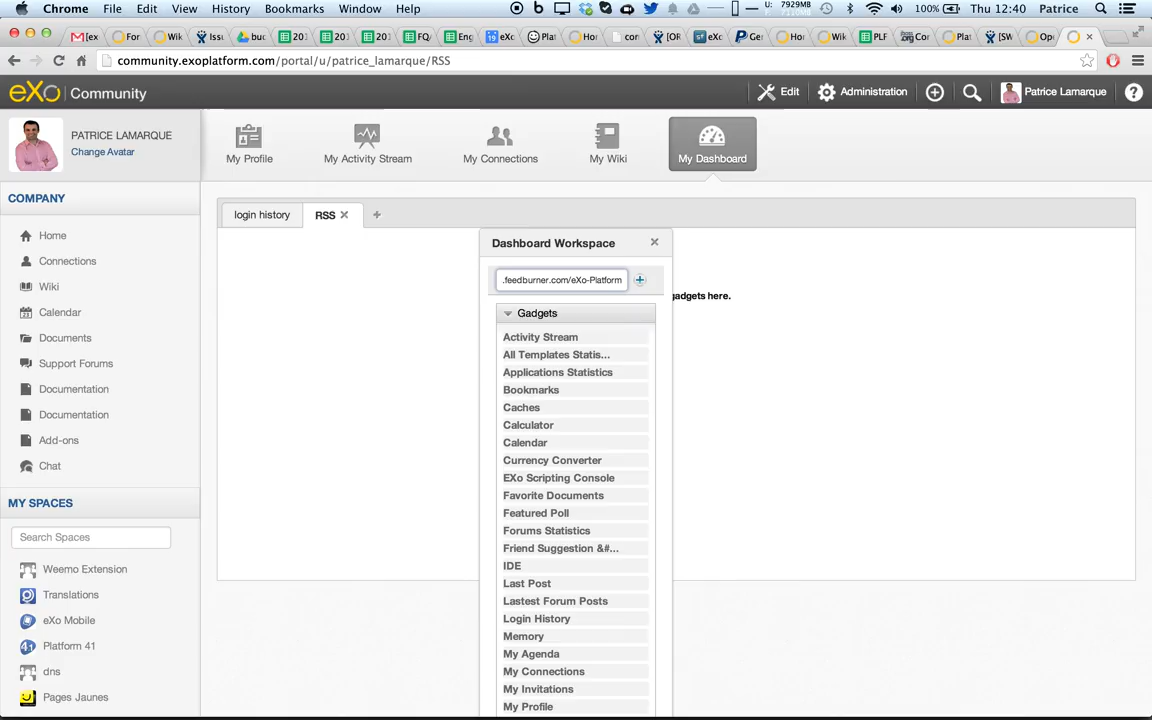 Chrome File Edit View History Bookmarks Window Help
U: 7929MB
100% Thu 12:40 Patrice
community.exoplatform.com/portal/u/patrice_lamarque/RSS
eXo Community
Edit Administration Patrice Lamarque
PATRICE LAMARQUE
Change Avatar
My Profile
My Activity Stream
My Connections
My Wiki
My Dashboard
COMPANY
Home
Connections
Wiki
Calendar
Documents
Support Forums
Documentation
Documentation
Add-ons
Chat
MY SPACES
Search Spaces
Weemo Extension
Translations
eXo Mobile
Platform 41
dns
Pages Jaunes
login history
RSS
Dashboard Workspace
.feedburner.com/eXo-Platform
gadgets here.
Gadgets
Activity Stream
All Templates Statis...
Applications Statistics
Bookmarks
Caches
Calculator
Calendar
Currency Converter
EXo Scripting Console
Favorite Documents
Featured Poll
Forums Statistics
Friend Suggestion &#...
IDE
Last Post
Lastest Forum Posts
Login History
Memory
My Agenda
My Connections
My Invitations
My Profile